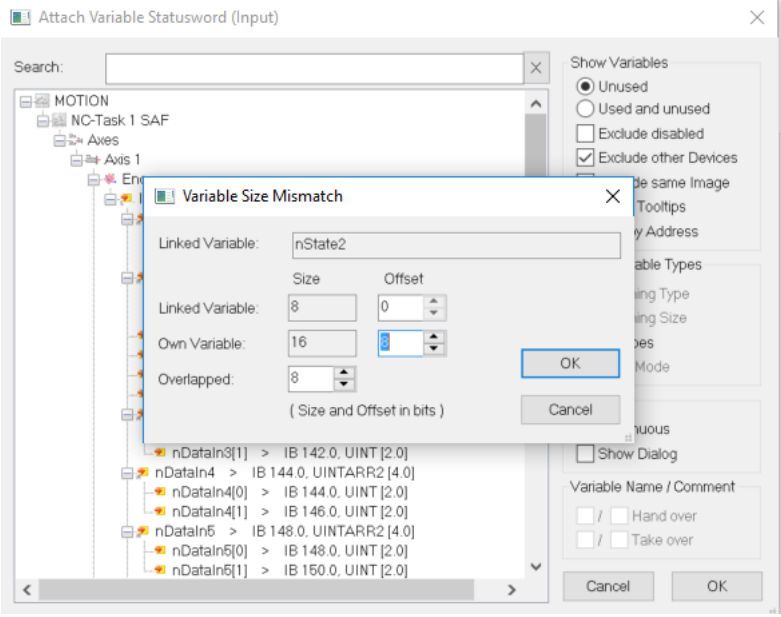 Attach Variable Statusword (Input)
Search:
MOTION
NC-Task 1 SAF
Axes
Axis 1
nDataIn3[1] > IB 142.0, UINT [2.0]
nDataIn4 > IB 144.0, UINTARR2 [4.0]
nDataIn4[0] > IB 144.0, UINT [2.0]
nDataIn4[1] > IB 146.0, UINT [2.0]
nDataIn5 > IB 148.0, UINTARR2 [4.0]
nDataIn5[0] > IB 148.0, UINT [2.0]
nDataIn5[1] > IB 150.0, UINT [2.0]
Variable Size Mismatch
Linked Variable: nState2
Size Offset
Linked Variable: 8 0
Own Variable: 16 8
Overlapped: 8
( Size and Offset in bits )
OK
Cancel
Show Variables
Unused
Used and unused
Exclude disabled
Exclude other Devices
same Image
Tooltips
Address
Types
Type
Size
Mode
Show Dialog
Variable Name / Comment
/ Hand over
/ Take over
Cancel
OK